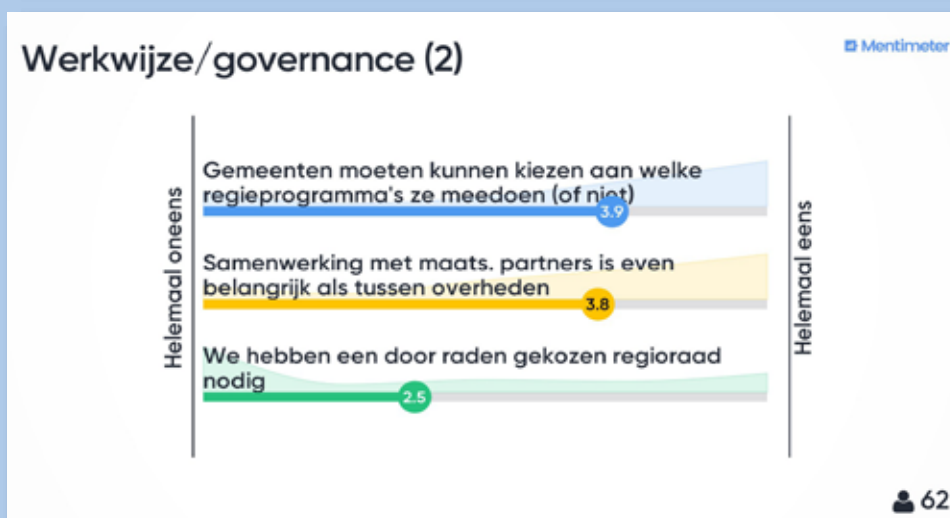 Werkwijze/governance (2)
Mentimeter
Helemaal oneens
Gemeenten moeten kunnen kiezen aan welke
regieprogramma's ze meedoen (of niet)
3.9
Samenwerking met maats. partners is even
belangrijk als tussen overheden
3.8
We hebben een door raden gekozen regioraad
nodig
2.5
Helemaal eens
62